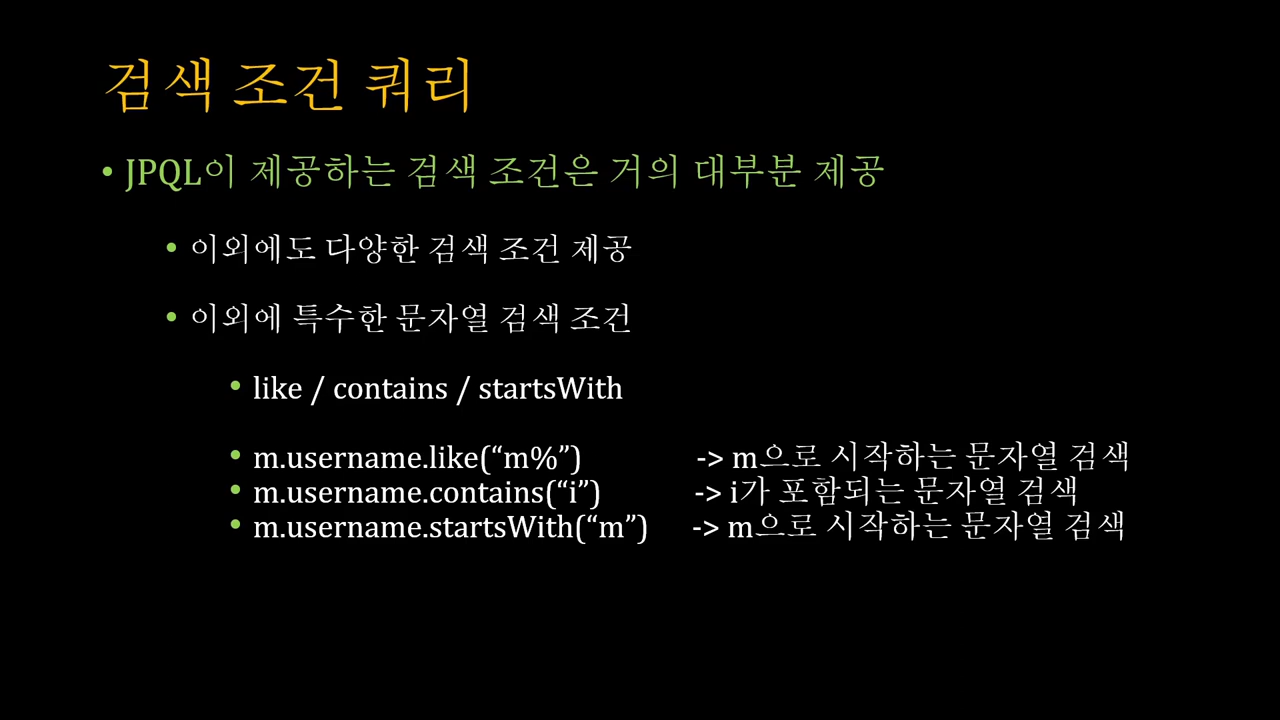 검색 조건 쿼리
• JPQL이 제공하는 검색 조건은 거의 대부분 제공
• 이외에도 다양한 검색 조건 제공
• 이외에 특수한 문자열 검색 조건
• like / contains / startsWith
• m.username.like(“m%”) -> m으로 시작하는 문자열 검색
• m.username.contains(“i”) -> i가 포함되는 문자열 검색
• m.username.startsWith(“m”) -> m으로 시작하는 문자열 검색